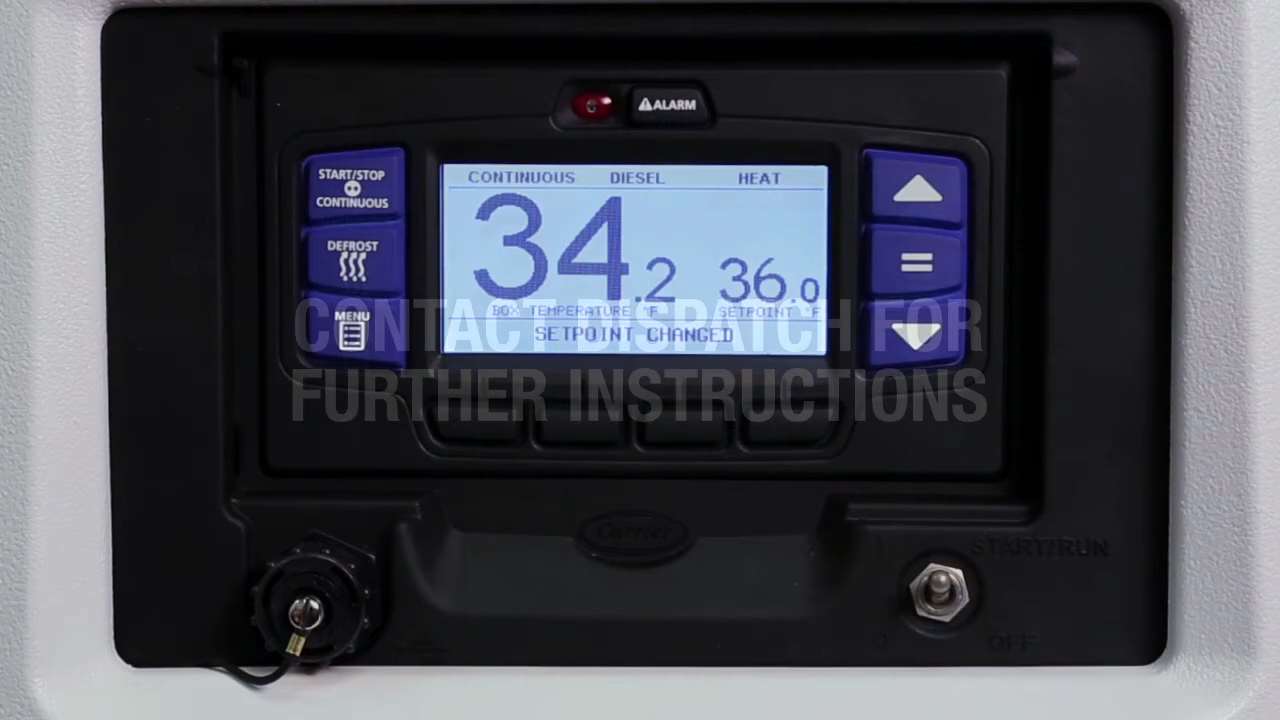 ALARM
START/STOP
CONTINUOUS
DEFROST
MENU
CONTINUOUS DIESEL HEAT
34.2 36.0
BOX TEMPERATURE °F SETPOINT °F
SETPOINT CHANGED
CONTACT DISPATCH FOR
FURTHER INSTRUCTIONS
Carrier
I START/RUN
O OFF